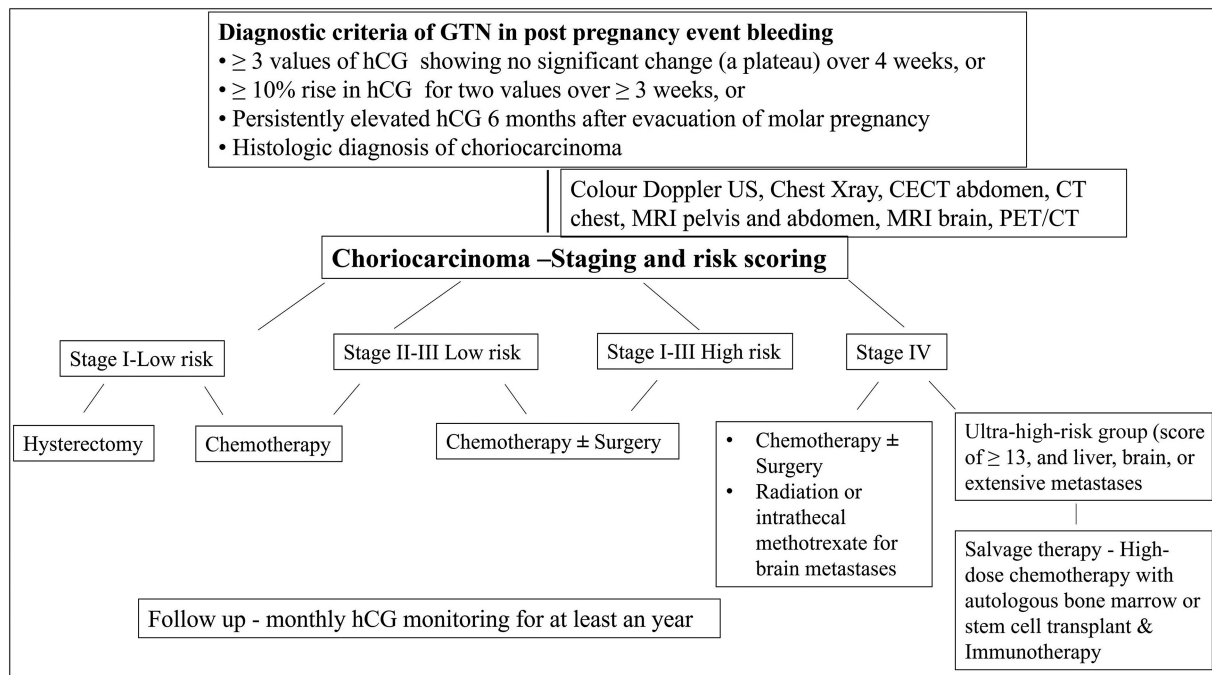 Diagnostic criteria of GTN in post pregnancy event bleeding
• ≥ 3 values of hCG showing no significant change (a plateau) over 4 weeks, or
• ≥ 10% rise in hCG for two values over ≥ 3 weeks, or
• Persistently elevated hCG 6 months after evacuation of molar pregnancy
• Histologic diagnosis of choriocarcinoma
Colour Doppler US, Chest Xray, CECT abdomen, CT
chest, MRI pelvis and abdomen, MRI brain, PET/CT
Choriocarcinoma –Staging and risk scoring
Stage I-Low risk
Stage II-III Low risk
Stage I-III High risk
Stage IV
Hysterectomy
Chemotherapy
Chemotherapy ± Surgery
• Chemotherapy ±
Surgery
• Radiation or
intrathecal
methotrexate for
brain metastases
Ultra-high-risk group (score
of ≥ 13, and liver, brain, or
extensive metastases
Salvage therapy - High-
dose chemotherapy with
autologous bone marrow or
stem cell transplant &
Immunotherapy
Follow up - monthly hCG monitoring for at least an year